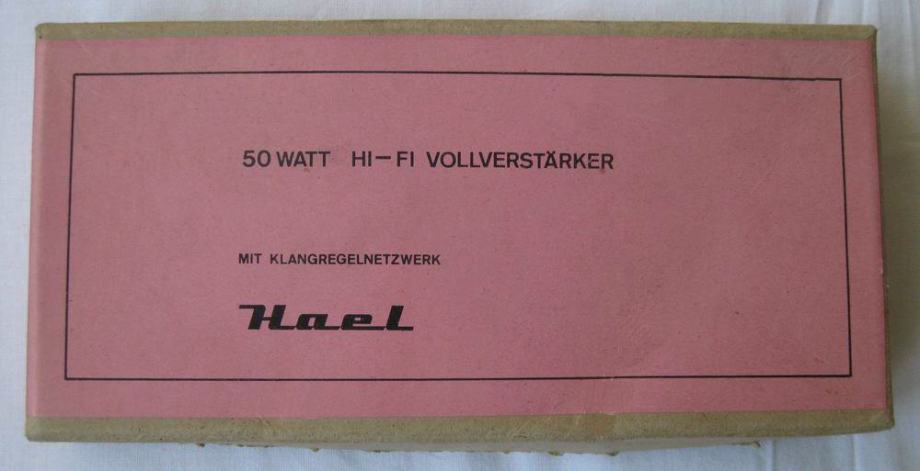 50 WATT HI-FI VOLLVERSTÄRKER
MIT KLANGREGELNETZWERK
Hael